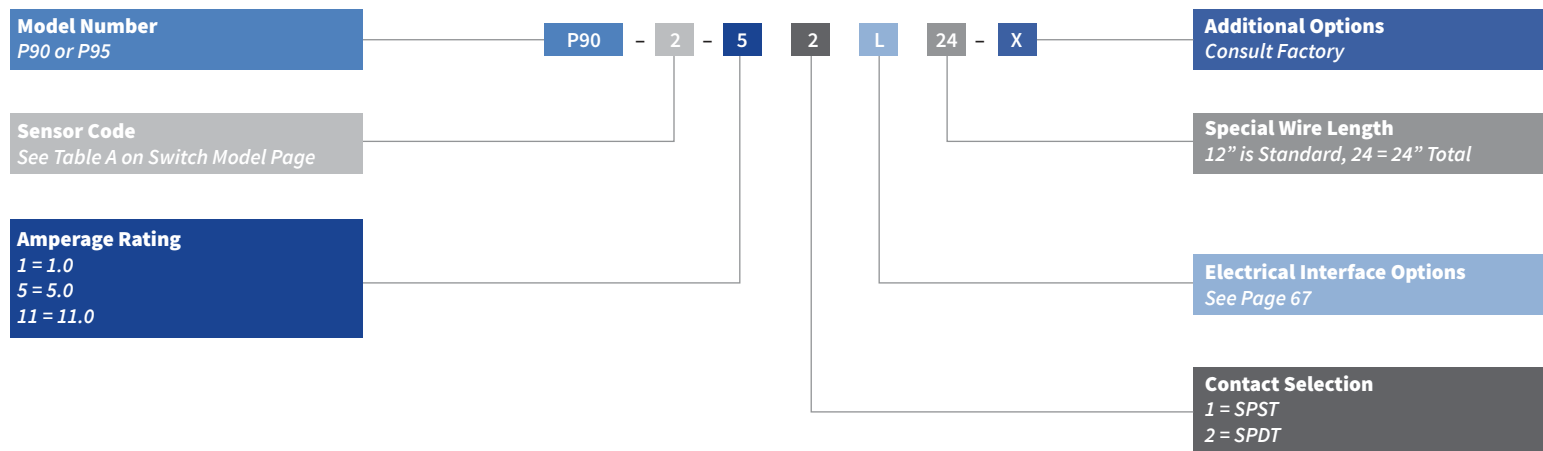 Model Number
P90 or P95
P90 – 2 – 5 2 L 24 – X
Additional Options
Consult Factory
Sensor Code
See Table A on Switch Model Page
Special Wire Length
12” is Standard, 24 = 24” Total
Amperage Rating
1 = 1.0
5 = 5.0
11 = 11.0
Electrical Interface Options
See Page 67
Contact Selection
1 = SPST
2 = SPDT